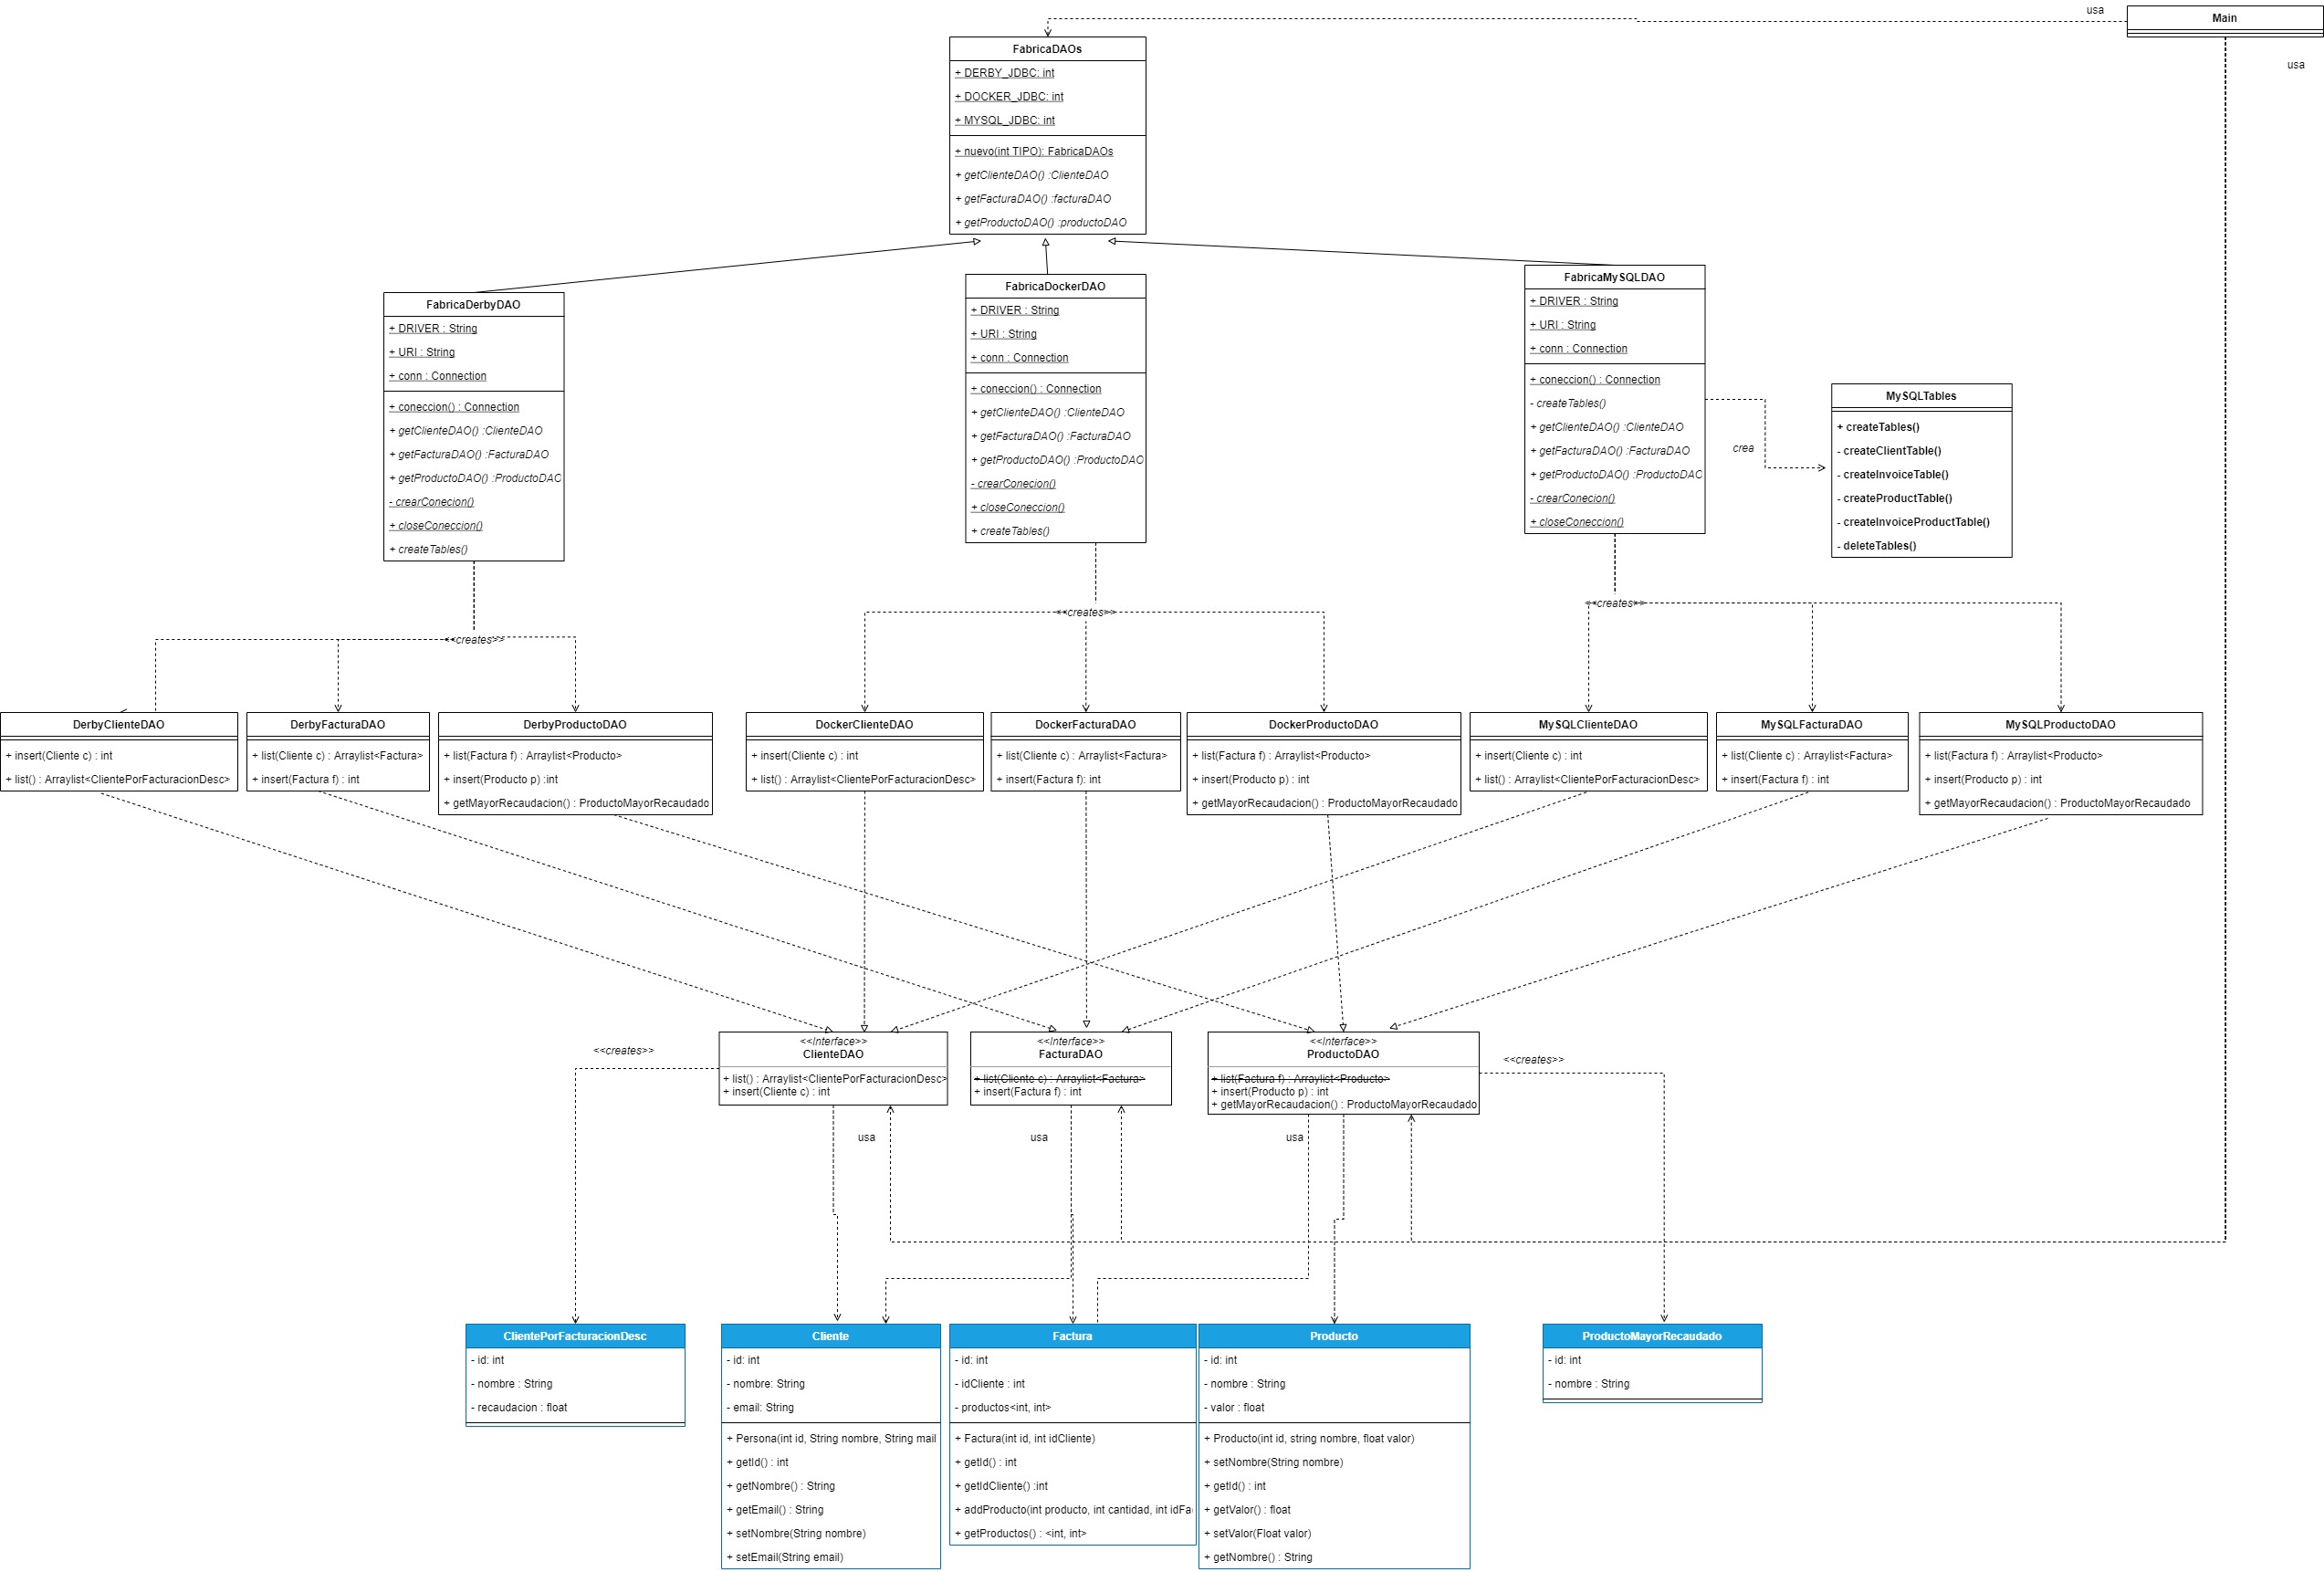 usa
Main
usa
FabricaDAOs
+ DERBY_JDBC: int
+ DOCKER_JDBC: int
+ MYSQL_JDBC: int
+ nuevo(int TIPO): FabricaDAOs
+ getClienteDAO() :ClienteDAO
+ getFacturaDAO() :facturaDAO
+ getProductoDAO() :productoDAO
FabricaDerbyDAO
+ DRIVER : String
+ URI : String
+ conn : Connection
+ coneccion() : Connection
+ getClienteDAO() :ClienteDAO
+ getFacturaDAO() :FacturaDAO
+ getProductoDAO() :ProductoDAO
- crearConecion()
+ closeConeccion()
+ createTables()
FabricaDockerDAO
+ DRIVER : String
+ URI : String
+ conn : Connection
+ coneccion() : Connection
+ getClienteDAO() :ClienteDAO
+ getFacturaDAO() :FacturaDAO
+ getProductoDAO() :ProductoDAO
- crearConecion()
+ closeConeccion()
+ createTables()
FabricaMySQLDAO
+ DRIVER : String
+ URI : String
+ conn : Connection
+ coneccion() : Connection
- createTables()
+ getClienteDAO() :ClienteDAO
+ getFacturaDAO() :FacturaDAO
+ getProductoDAO() :ProductoDAO
- crearConecion()
+ closeConeccion()
crea
MySQLTables
+ createTables()
- createClientTable()
- createInvoiceTable()
- createProductTable()
- createInvoiceProductTable()
- deleteTables()
<<creates>>
<<creates>>
<<creates>>
DerbyClienteDAO
+ insert(Cliente c) : int
+ list() : Arraylist<ClientePorFacturacionDesc>
DerbyFacturaDAO
+ list(Cliente c) : Arraylist<Factura>
+ insert(Factura f) : int
DerbyProductoDAO
+ list(Factura f) : Arraylist<Producto>
+ insert(Producto p) :int
+ getMayorRecaudacion() : ProductoMayorRecaudado
DockerClienteDAO
+ insert(Cliente c) : int
+ list() : Arraylist<ClientePorFacturacionDesc>
DockerFacturaDAO
+ list(Cliente c) : Arraylist<Factura>
+ insert(Factura f): int
DockerProductoDAO
+ list(Factura f) : Arraylist<Producto>
+ insert(Producto p) : int
+ getMayorRecaudacion() : ProductoMayorRecaudado
MySQLClienteDAO
+ insert(Cliente c) : int
+ list() : Arraylist<ClientePorFacturacionDesc>
MySQLFacturaDAO
+ list(Cliente c) : Arraylist<Factura>
+ insert(Factura f) : int
MySQLProductoDAO
+ list(Factura f) : Arraylist<Producto>
+ insert(Producto p) : int
+ getMayorRecaudacion() : ProductoMayorRecaudado
<<creates>>
<<Interface>>
ClienteDAO
+ list() : Arraylist<ClientePorFacturacionDesc>
+ insert(Cliente c) : int
<<Interface>>
FacturaDAO
+ list(Cliente c) : Arraylist<Factura>
+ insert(Factura f) : int
<<Interface>>
ProductoDAO
+ list(Factura f) : Arraylist<Producto>
+ insert(Producto p) : int
+ getMayorRecaudacion() : ProductoMayorRecaudado
<<creates>>
usa
usa
usa
ClientePorFacturacionDesc
- id: int
- nombre : String
- recaudacion : float
Cliente
- id: int
- nombre: String
- email: String
+ Persona(int id, String nombre, String mail
+ getId() : int
+ getNombre() : String
+ getEmail() : String
+ setNombre(String nombre)
+ setEmail(String email)
Factura
- id: int
- idCliente : int
- productos<int, int>
+ Factura(int id, int idCliente)
+ getId() : int
+ getIdCliente() :int
+ addProducto(int producto, int cantidad, int idFa
+ getProductos() : <int, int>
Producto
- id: int
- nombre : String
- valor : float
+ Producto(int id, string nombre, float valor)
+ setNombre(String nombre)
+ getId() : int
+ getValor() : float
+ setValor(Float valor)
+ getNombre() : String
ProductoMayorRecaudado
- id: int
- nombre : String